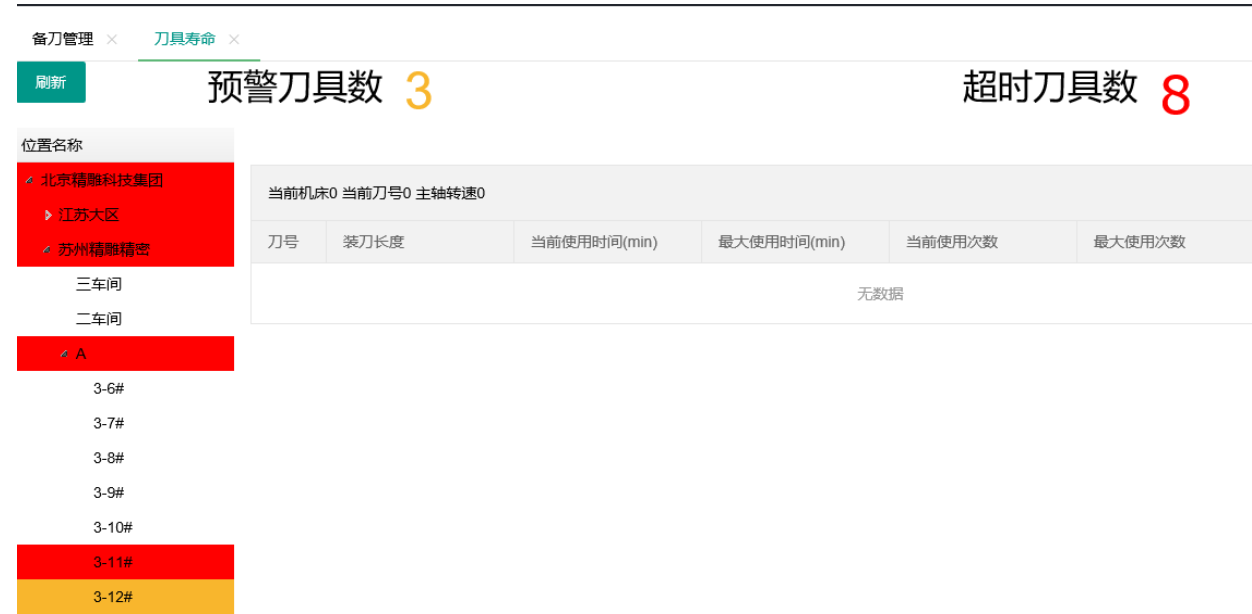 备刀管理 × 刀具寿命 ×
刷新 预警刀具数 3 超时刀具数 8
位置名称
北京精雕科技集团
当前机床0 当前刀号0 主轴转速0
江苏大区
刀号 装刀长度 当前使用时间(min) 最大使用时间(min) 当前使用次数 最大使用次数
苏州精雕精密
三车间
无数据
二车间
A
3-6#
3-7#
3-8#
3-9#
3-10#
3-11#
3-12#